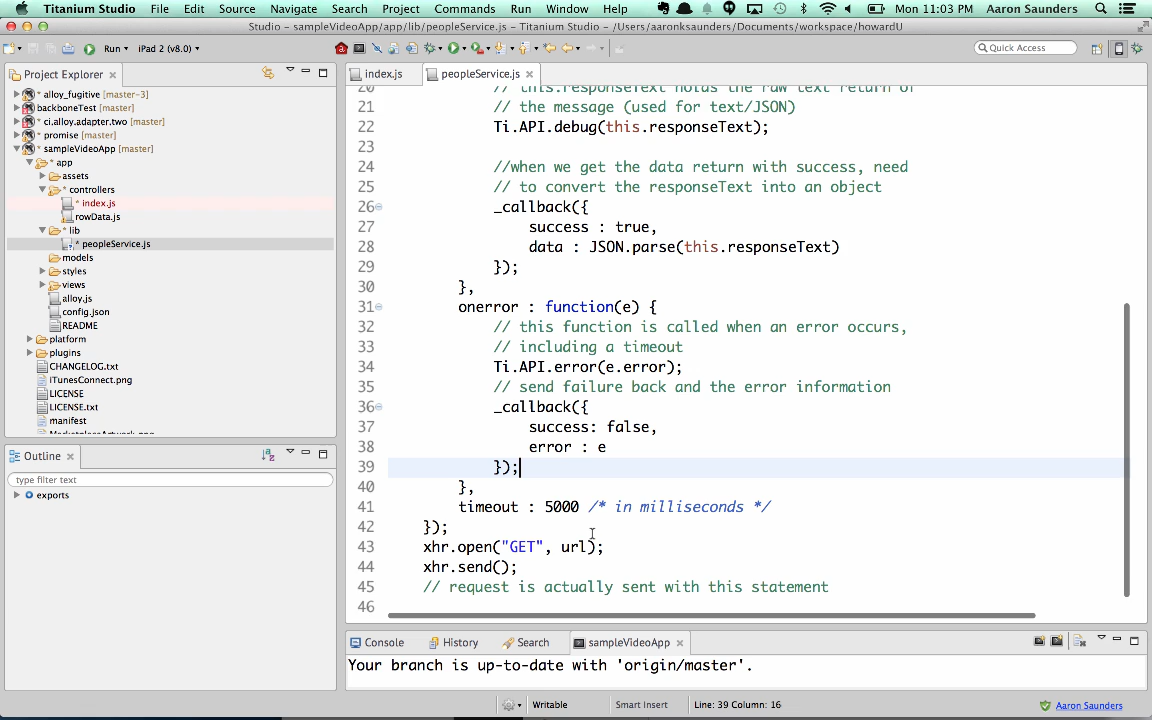 Titanium Studio File Edit Source Navigate Search Project Commands Run Window Help Mon 11:03 PM Aaron Saunders
Studio - sampleVideoApp/app/lib/peopleService.js - Titanium Studio - /Users/aaronksaunders/Documents/workspace/howardU
Run iPad 2 (v8.0) Quick Access
Project Explorer
alloy_fugitive [master-3]
backboneTest [master]
ci.alloy.adapter.two [master]
promise [master]
sampleVideoApp [master]
* app
assets
* controllers
* index.js
rowData.js
* lib
* peopleService.js
models
styles
views
alloy.js
config.json
README
platform
plugins
CHANGELOG.txt
iTunesConnect.png
LICENSE
LICENSE.txt
manifest
Outline
type filter text
exports
index.js peopleService.js
20 // this.responseText holds the raw text return of
21 // the message (used for text/JSON)
22 Ti.API.debug(this.responseText);
23
24 //when we get the data return with success, need
25 // to convert the responseText into an object
26 _callback({
27 success : true,
28 data : JSON.parse(this.responseText)
29 });
30 },
31 onerror : function(e) {
32 // this function is called when an error occurs,
33 // including a timeout
34 Ti.API.error(e.error);
35 // send failure back and the error information
36 _callback({
37 success: false,
38 error : e
39 });
40 },
41 timeout : 5000 /* in milliseconds */
42 });
43 xhr.open("GET", url);
44 xhr.send();
45 // request is actually sent with this statement
46
Console History Search sampleVideoApp
Your branch is up-to-date with 'origin/master'.
Writable Smart Insert Line: 39 Column: 16 Aaron Saunders